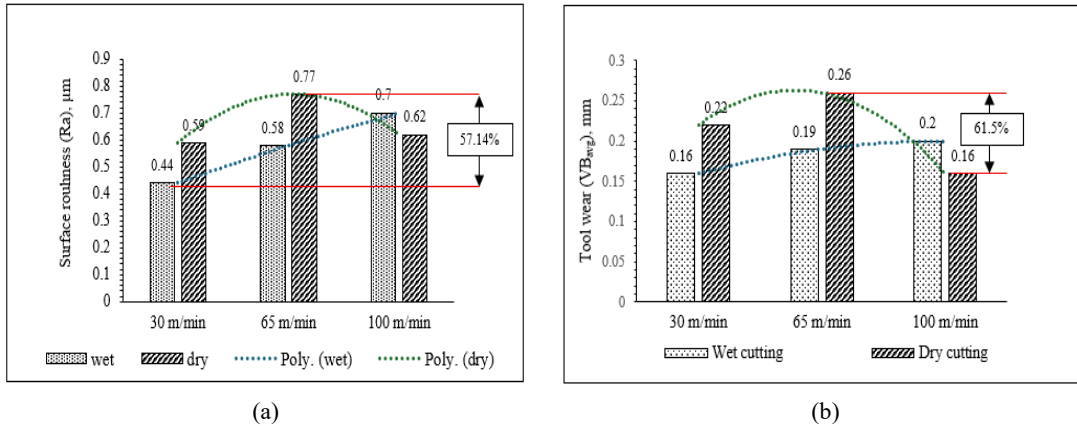 Surface rouhness (Ra), µm
0.9
0.8
0.7
0.6
0.5
0.4
0.3
0.2
0.1
0
0.44
0.59
0.58
0.77
0.7
0.62
57.14%
30 m/min
65 m/min
100 m/min
wet
dry
Poly. (wet)
Poly. (dry)
(a)
Tool wear (VBavg), mm
0.3
0.25
0.2
0.15
0.1
0.05
0
0.16
0.22
0.19
0.26
0.2
0.16
61.5%
30 m/min
65 m/min
100 m/min
Wet cutting
Dry cutting
(b)